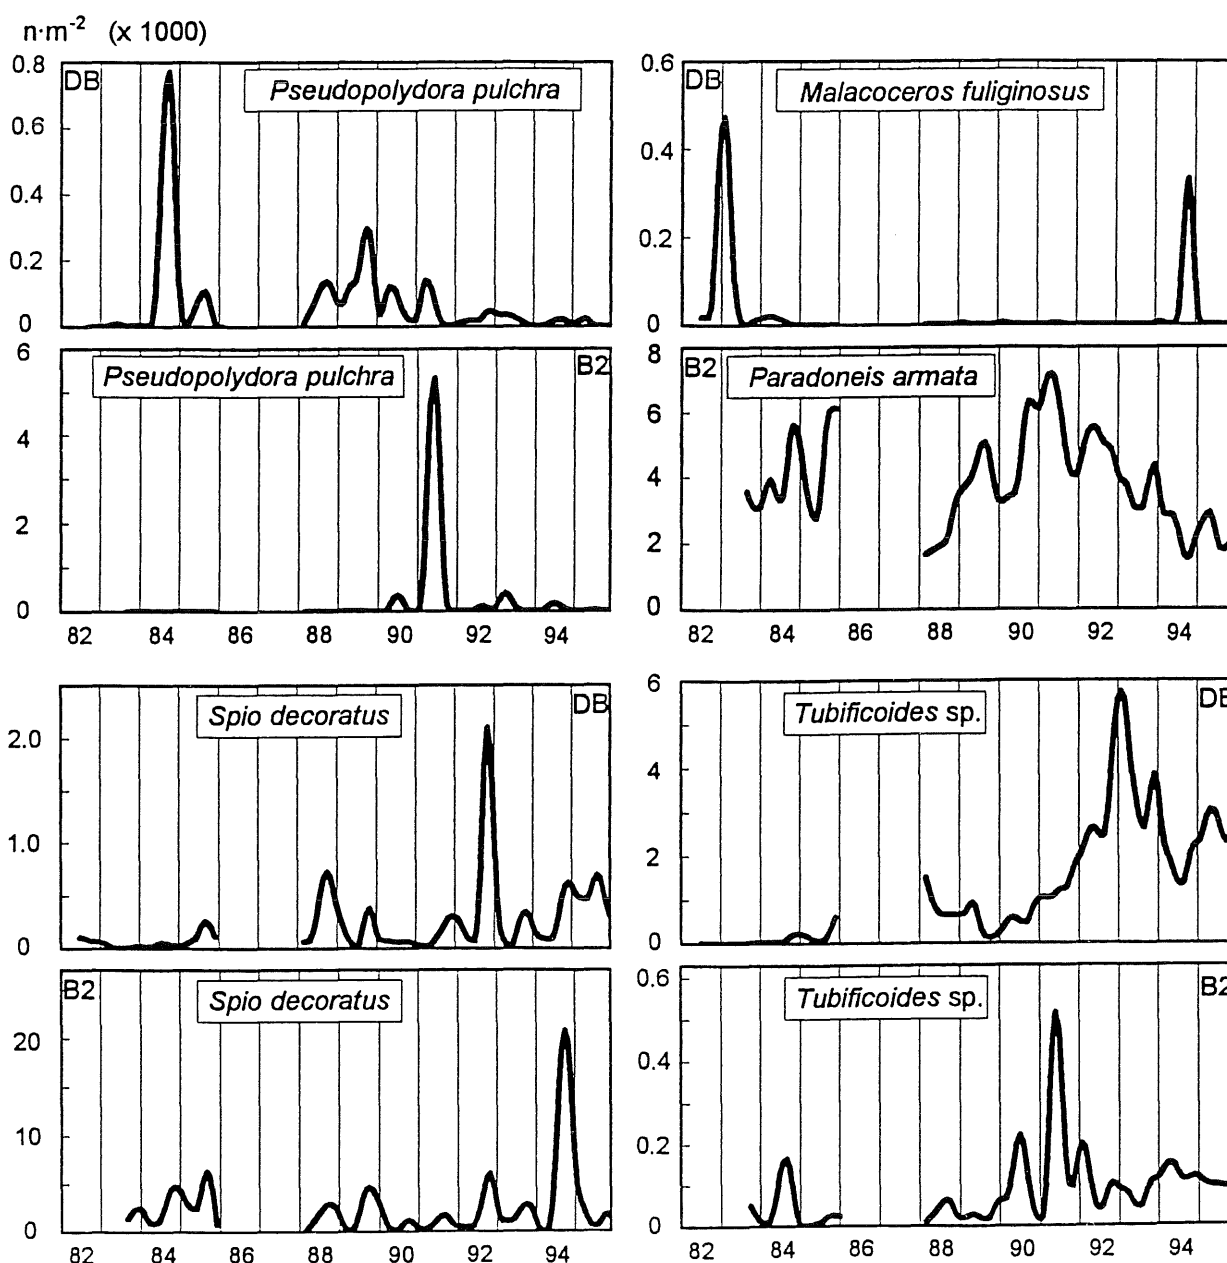 n·m⁻² (x 1000)
DB
Pseudopolydora pulchra
0.8
0.6
0.4
0.2
0
DB
Malacoceros fuliginosus
0.6
0.4
0.2
0
Pseudopolydora pulchra
B2
6
4
2
0
82 84 86 88 90 92 94
B2
Paradoneis armata
8
6
4
2
0
82 84 86 88 90 92 94
Spio decoratus
DB
2.0
1.0
0
Tubificoides sp.
DB
6
4
2
0
B2
Spio decoratus
20
10
0
82 84 86 88 90 92 94
Tubificoides sp.
B2
0.6
0.4
0.2
0
82 84 86 88 90 92 94